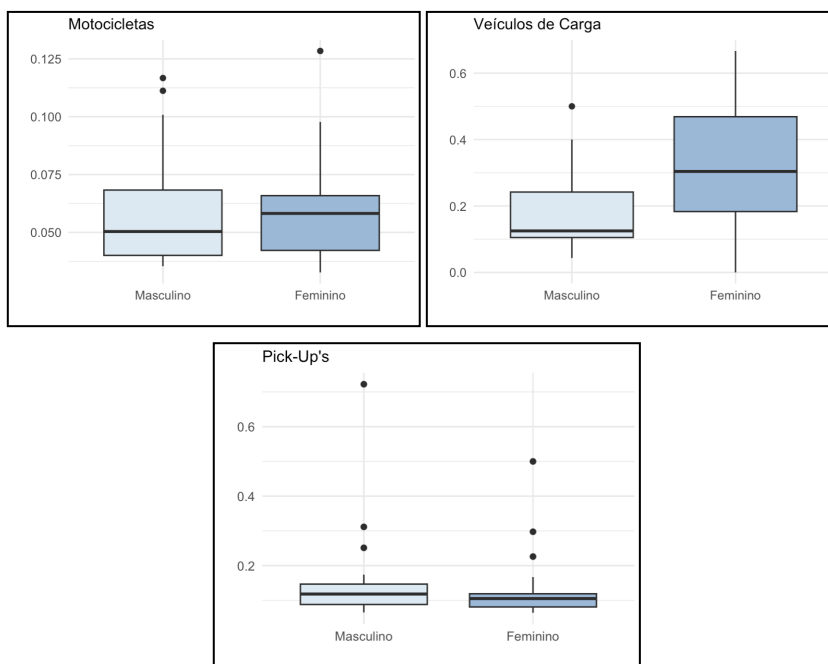 Motocicletas
0.125
0.100
0.075
0.050
Masculino Feminino
Veículos de Carga
0.6
0.4
0.2
0.0
Masculino Feminino
Pick-Up's
0.6
0.4
0.2
Masculino Feminino